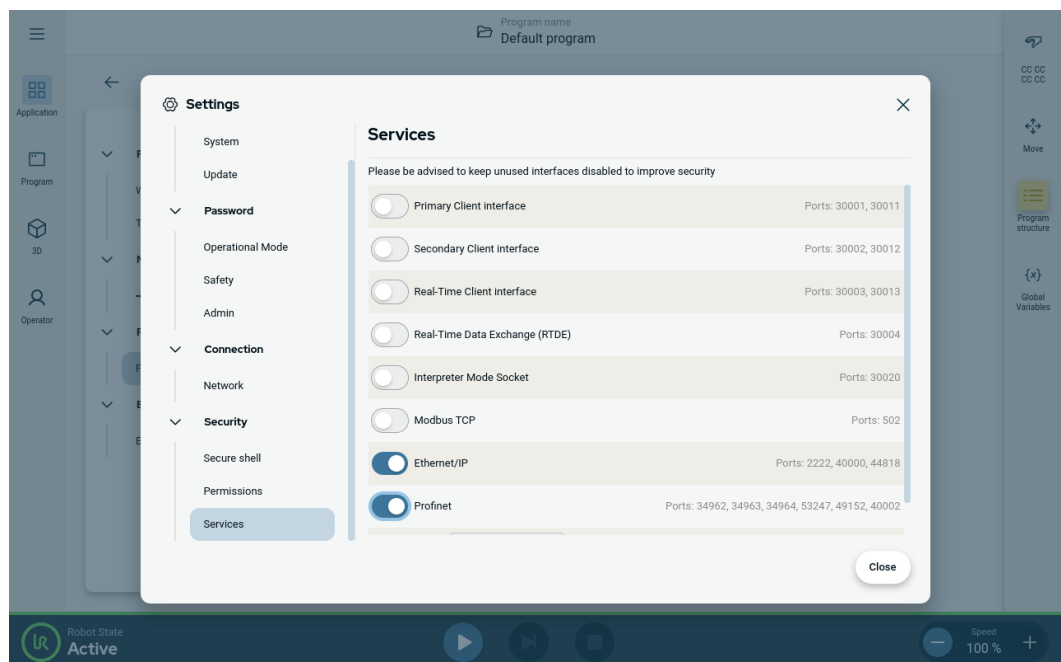 Program name
Default program
Application
Program
3D
Operator
Settings
System
Update
Password
Operational Mode
Safety
Admin
Connection
Network
Security
Secure shell
Permissions
Services
Services
Please be advised to keep unused interfaces disabled to improve security
Primary Client interface Ports: 30001, 30011
Secondary Client interface Ports: 30002, 30012
Real-Time Client interface Ports: 30003, 30013
Real-Time Data Exchange (RTDE) Ports: 30004
Interpreter Mode Socket Ports: 30020
Modbus TCP Ports: 502
Ethernet/IP Ports: 2222, 40000, 44818
Profinet Ports: 34962, 34963, 34964, 53247, 49152, 40002
Close
CC CC
CC CC
Move
Program
structure
{x}
Global
Variables
UR
Robot State
Active
Speed
100 %